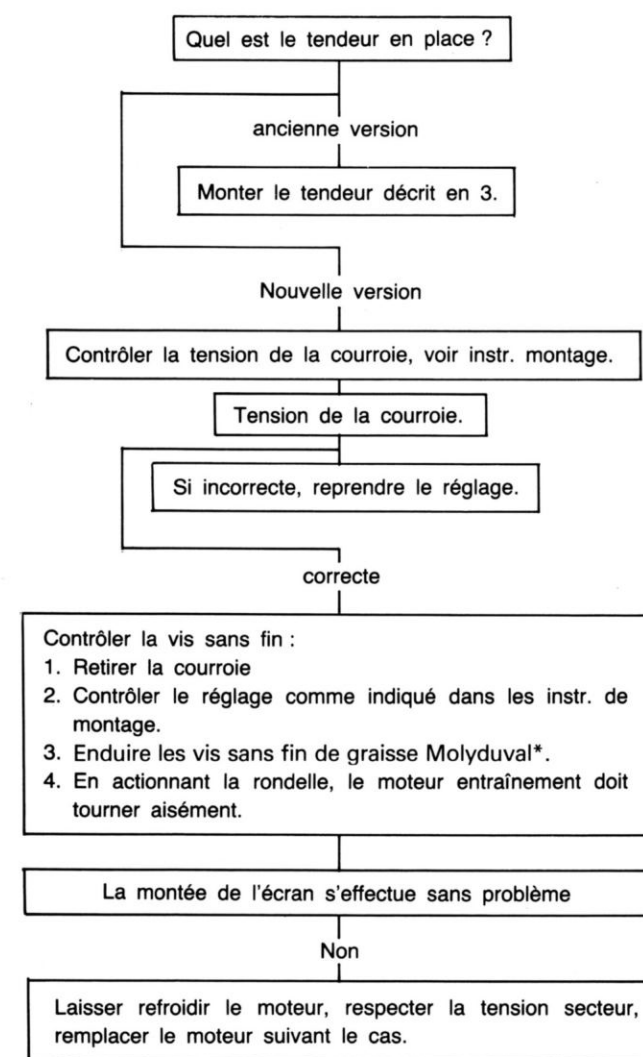 Quel est le tendeur en place ?
ancienne version
Monter le tendeur décrit en 3.
Nouvelle version
Contrôler la tension de la courroie, voir instr. montage.
Tension de la courroie.
Si incorrecte, reprendre le réglage.
correcte
Contrôler la vis sans fin :
1. Retirer la courroie
2. Contrôler le réglage comme indiqué dans les instr. de
montage.
3. Enduire les vis sans fin de graisse Molyduval*.
4. En actionnant la rondelle, le moteur entraînement doit
tourner aisément.
La montée de l'écran s'effectue sans problème
Non
Laisser refroidir le moteur, respecter la tension secteur,
remplacer le moteur suivant le cas.